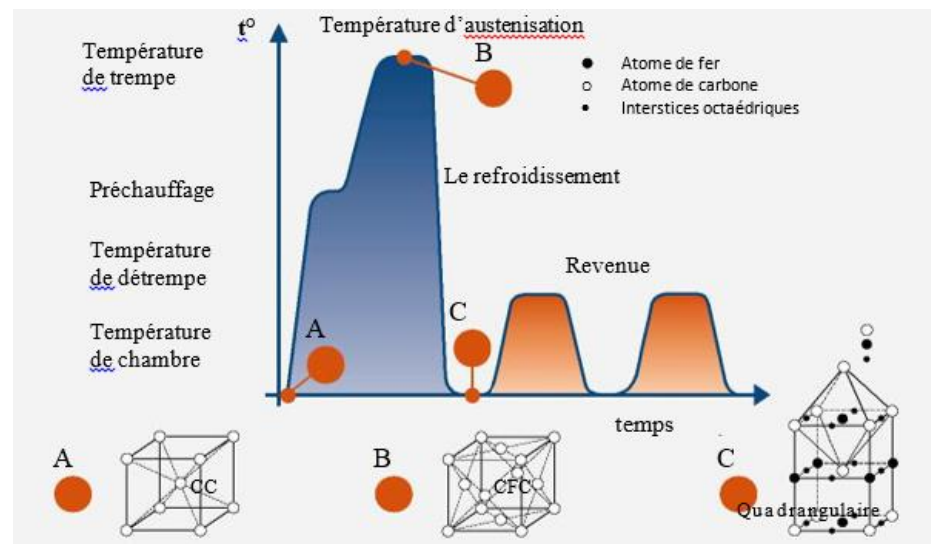 t°
Température d’austenisation
Température
de trempe
B
Atome de fer
Atome de carbone
Interstices octaédriques
Préchauffage
Le refroidissement
Température
de détrempe
Revenue
A
C
Température
de chambre
temps
A
CC
B
CFC
C
Quadrangulaire